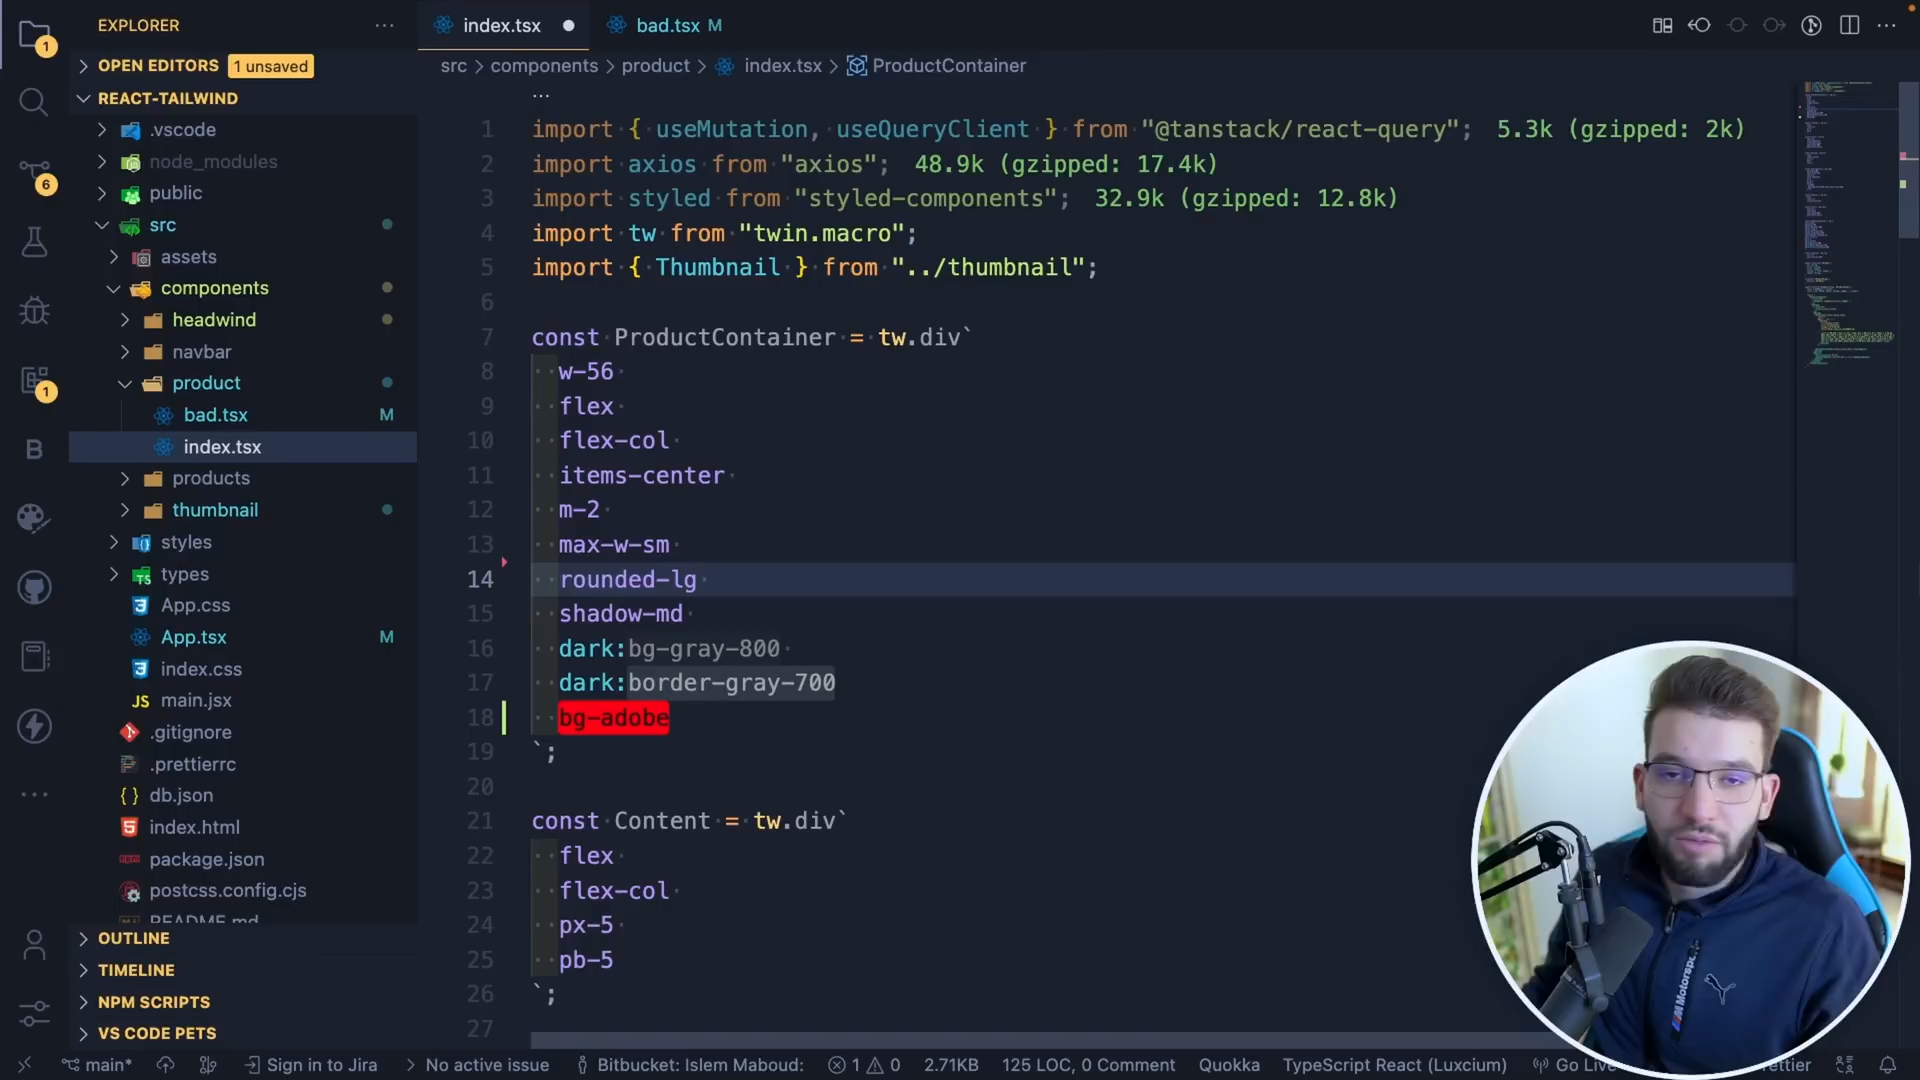 EXPLORER
OPEN EDITORS 1 unsaved
REACT-TAILWIND
.vscode
node_modules
public
src
assets
components
headwind
navbar
product
bad.tsx M
index.tsx
products
thumbnail
styles
types
App.css
App.tsx M
index.css
main.jsx
.gitignore
.prettierrc
db.json
index.html
package.json
postcss.config.cjs
README.md
OUTLINE
TIMELINE
NPM SCRIPTS
VS CODE PETS
1
6
1
B
index.tsx
bad.tsx M
src > components > product > index.tsx > ProductContainer
...
1 import { useMutation, useQueryClient } from "@tanstack/react-query"; 5.3k (gzipped: 2k)
2 import axios from "axios"; 48.9k (gzipped: 17.4k)
3 import styled from "styled-components"; 32.9k (gzipped: 12.8k)
4 import tw from "twin.macro";
5 import { Thumbnail } from "../thumbnail";
6
7 const ProductContainer = tw.div`
8 w-56
9 flex
10 flex-col
11 items-center
12 m-2
13 max-w-sm
14 rounded-lg
15 shadow-md
16 dark:bg-gray-800
17 dark:border-gray-700
18 bg-adobe
19 `;
20
21 const Content = tw.div`
22 flex
23 flex-col
24 px-5
25 pb-5
26 `;
27
Motorsport
main* Sign in to Jira No active issue Bitbucket: Islem Maboud: 1 0 2.71KB 125 LOC, 0 Comment Quokka TypeScript React (Luxcium) Go Live